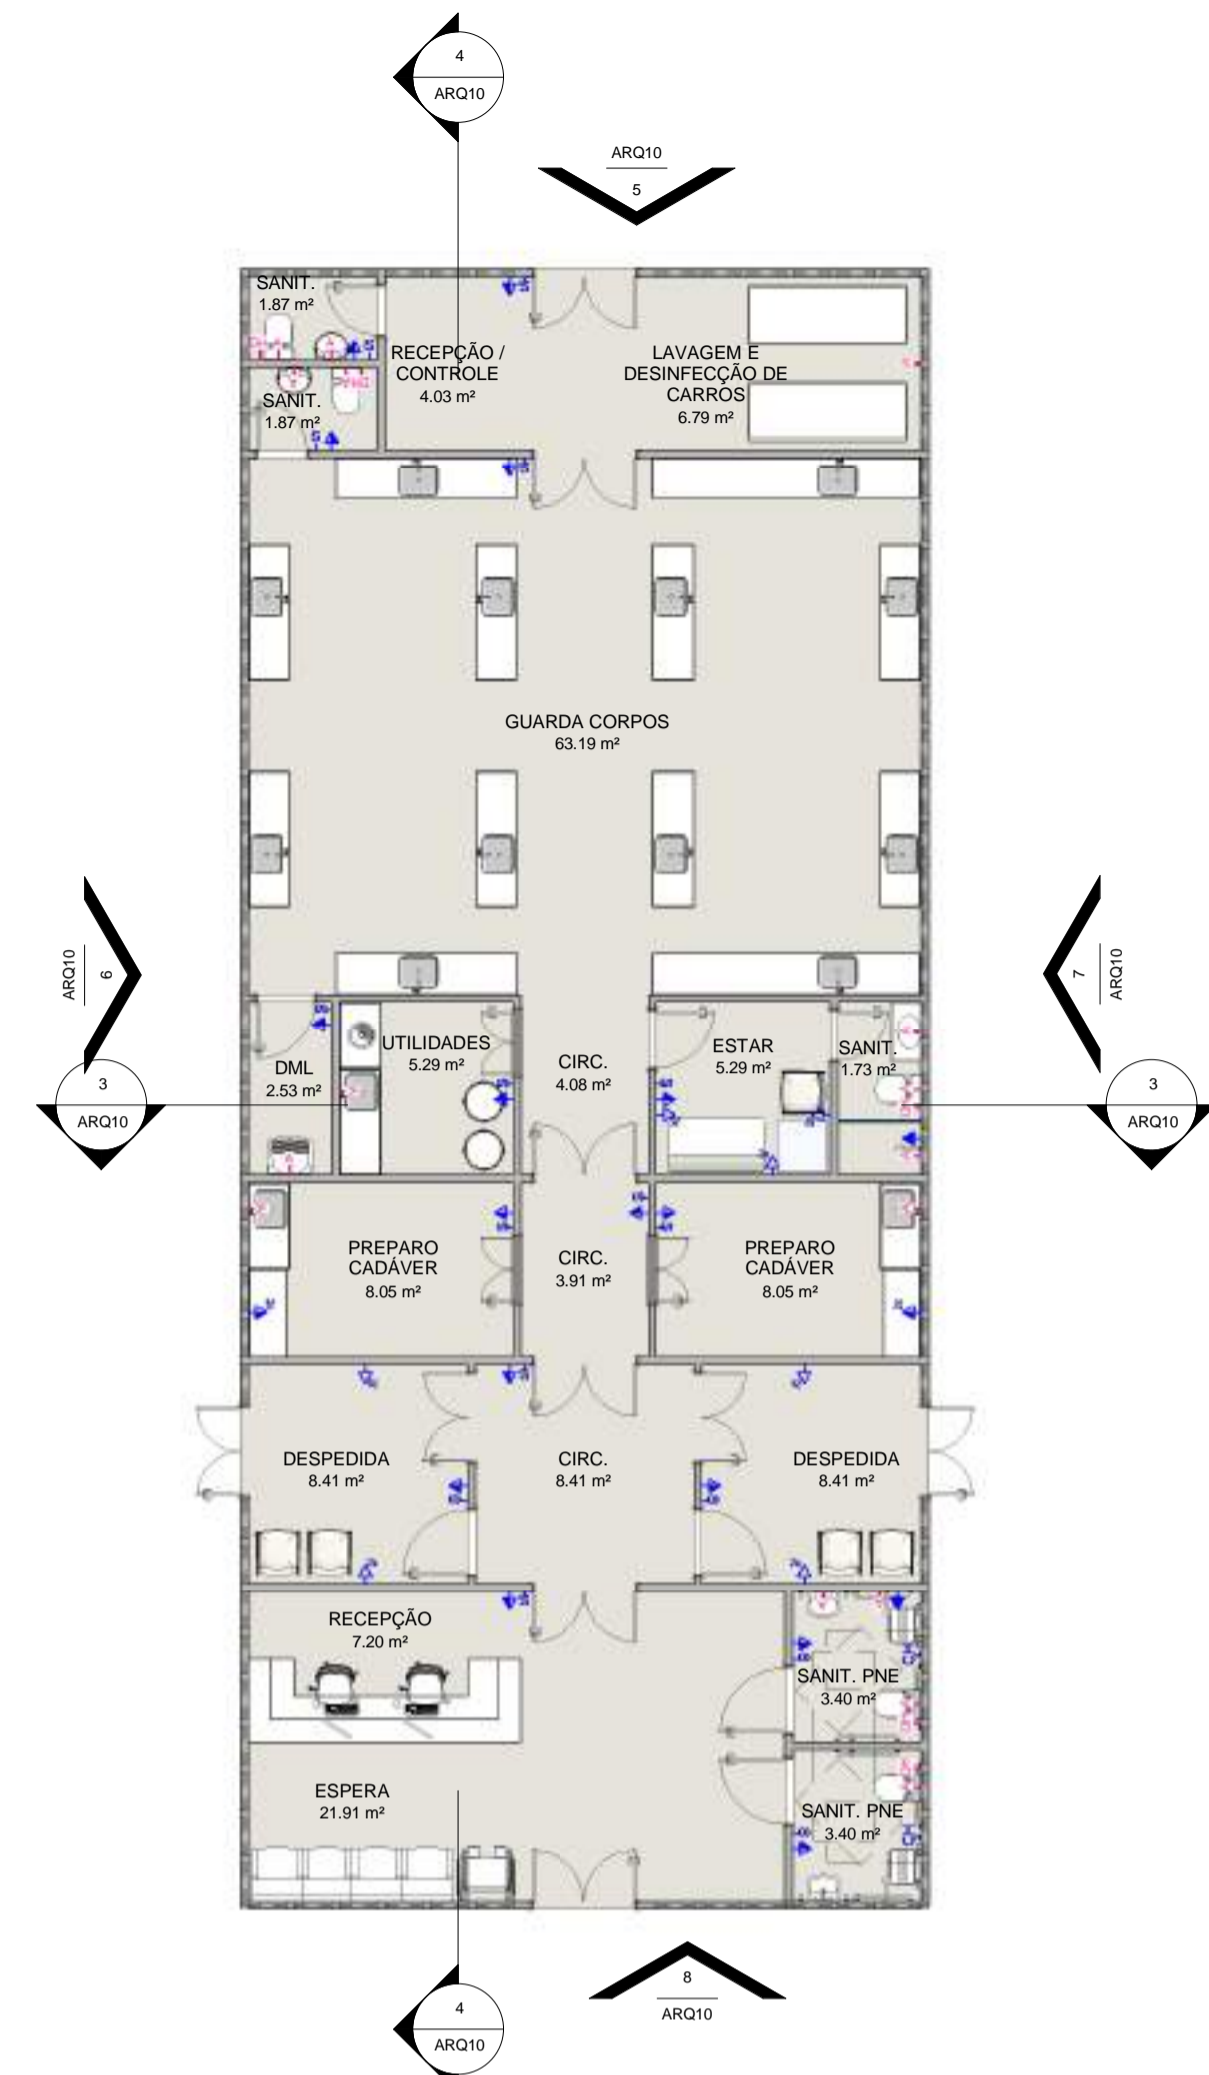 4
ARQ10
ARQ10
5
SANIT.
1.87 m²
RECEPÇÃO /
CONTROLE
4.03 m²
LAVAGEM E
DESINFECÇÃO DE
CARROS
6.79 m²
SANIT.
1.87 m²
GUARDA CORPOS
63.19 m²
ARQ10
6
7
ARQ10
3
ARQ10
DML
2.53 m²
UTILIDADES
5.29 m²
CIRC.
4.08 m²
ESTAR
5.29 m²
SANIT.
1.73 m²
3
ARQ10
PREPARO
CADÁVER
8.05 m²
CIRC.
3.91 m²
PREPARO
CADÁVER
8.05 m²
DESPEDIDA
8.41 m²
CIRC.
8.41 m²
DESPEDIDA
8.41 m²
RECEPÇÃO
7.20 m²
SANIT. PNE
3.40 m²
ESPERA
21.91 m²
SANIT. PNE
3.40 m²
8
ARQ10
4
ARQ10